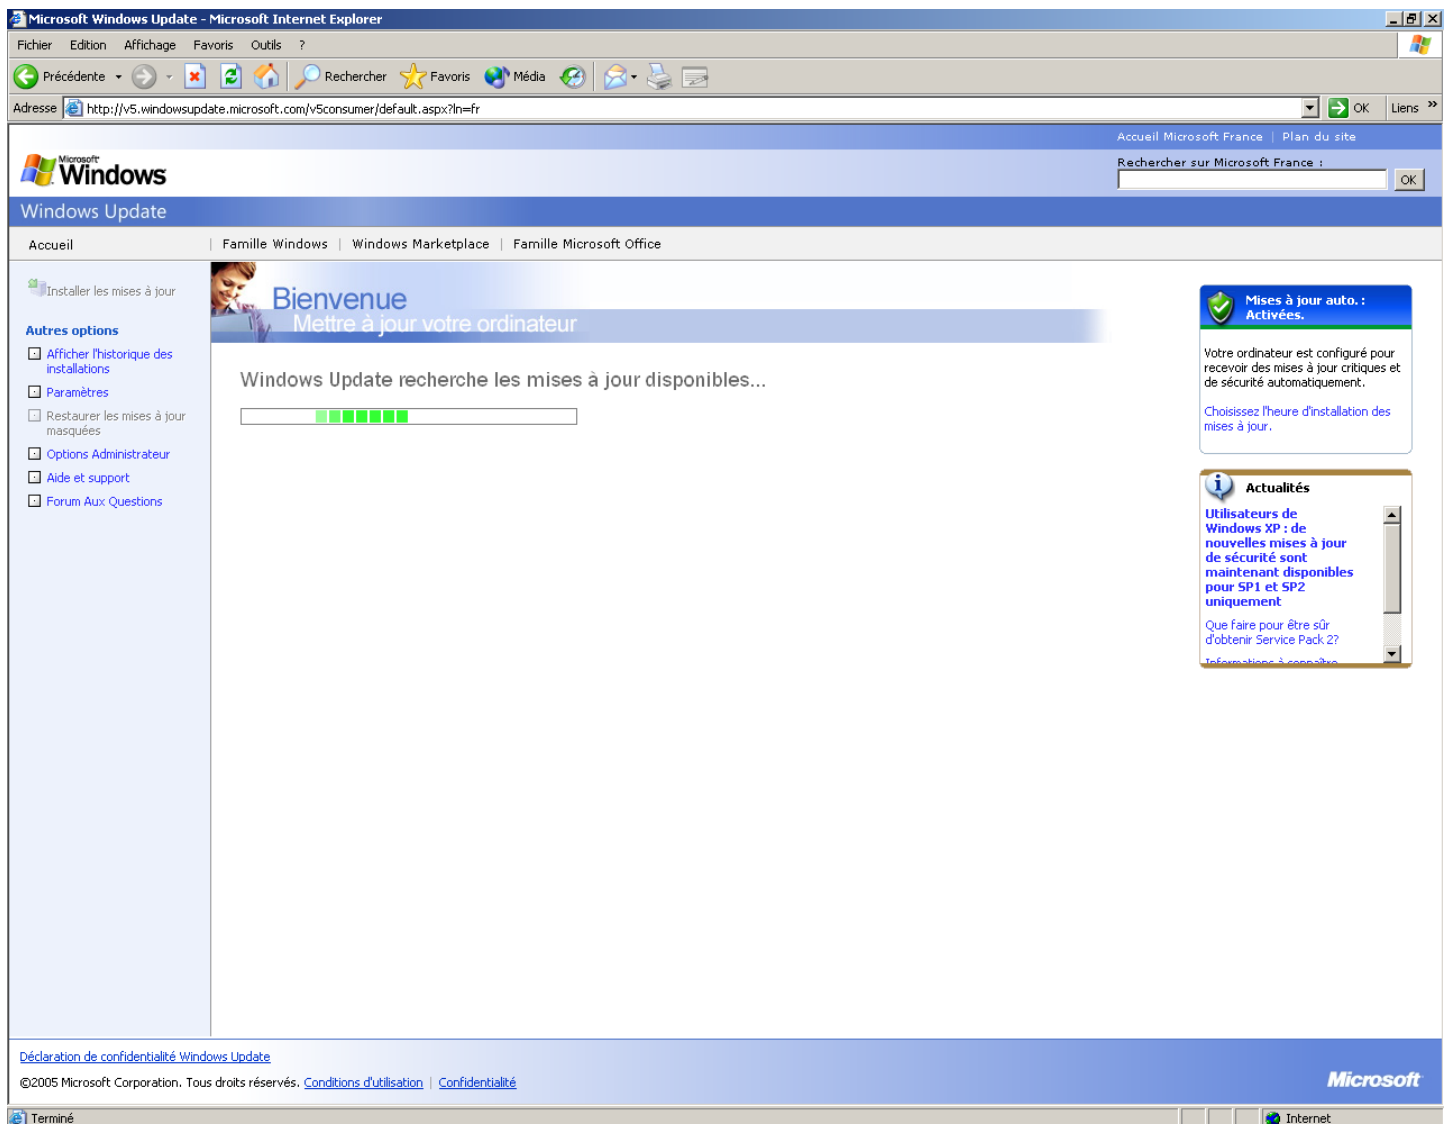 Microsoft Windows Update - Microsoft Internet Explorer
Fichier Edition Affichage Favoris Outils ?
Précédente Rechercher Favoris Média
Adresse http://v5.windowsupdate.microsoft.com/v5consumer/default.aspx?ln=fr OK Liens »
Accueil Microsoft France | Plan du site
Microsoft
Windows
Rechercher sur Microsoft France :
OK
Windows Update
Accueil | Famille Windows | Windows Marketplace | Famille Microsoft Office
Installer les mises à jour
Autres options
Afficher l'historique des
installations
Paramètres
Restaurer les mises à jour
masquées
Options Administrateur
Aide et support
Forum Aux Questions
Bienvenue
Mettre à jour votre ordinateur
Windows Update recherche les mises à jour disponibles...
Mises à jour auto. :
Activées.
Votre ordinateur est configuré pour
recevoir des mises à jour critiques et
de sécurité automatiquement.
Choisissez l'heure d'installation des
mises à jour.
Actualités
Utilisateurs de
Windows XP : de
nouvelles mises à jour
de sécurité sont
maintenant disponibles
pour SP1 et SP2
uniquement
Que faire pour être sûr
d'obtenir Service Pack 2?
Informations à connaître
Déclaration de confidentialité Windows Update
©2005 Microsoft Corporation. Tous droits réservés. Conditions d'utilisation | Confidentialité
Microsoft
Terminé
Internet